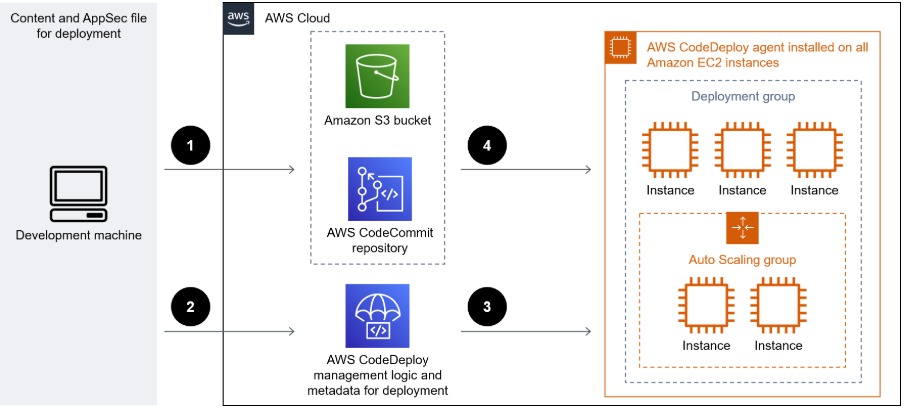 Content and AppSec file
for deployment
Development machine
aws
AWS Cloud
1
2
Amazon S3 bucket
</>
AWS CodeCommit
repository
</>
AWS CodeDeploy
management logic and
metadata for deployment
4
3
AWS CodeDeploy agent installed on all
Amazon EC2 instances
Deployment group
Instance Instance Instance
Auto Scaling group
Instance Instance